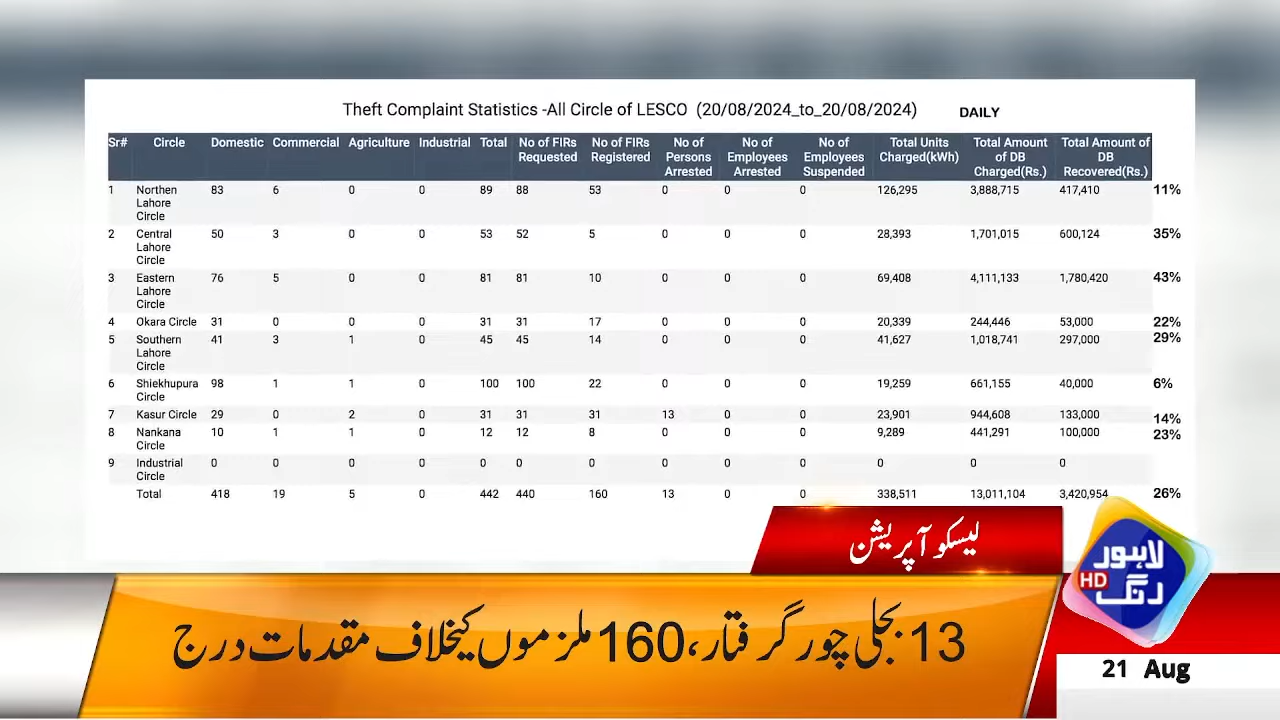 Theft Complaint Statistics -All Circle of LESCO (20/08/2024_to_20/08/2024) DAILY
Sr# Circle Domestic Commercial Agriculture Industrial Total No of FIRs Requested No of FIRs Registered No of Persons Arrested No of Employees Arrested No of Employees Suspended Total Units Charged(kWh) Total Amount of DB Charged(Rs.) Total Amount of DB Recovered(Rs.)
1 Northen Lahore Circle 83 6 0 0 89 88 53 0 0 0 126,295 3,888,715 417,410 11%
2 Central Lahore Circle 50 3 0 0 53 52 5 0 0 0 28,393 1,701,015 600,124 35%
3 Eastern Lahore Circle 76 5 0 0 81 81 10 0 0 0 69,408 4,111,133 1,780,420 43%
4 Okara Circle 31 0 0 0 31 31 17 0 0 0 20,339 244,446 53,000 22%
5 Southern Lahore Circle 41 3 1 0 45 45 14 0 0 0 41,627 1,018,741 297,000 29%
6 Shiekhupura Circle 98 1 1 0 100 100 22 0 0 0 19,259 661,155 40,000 6%
7 Kasur Circle 29 0 2 0 31 31 31 13 0 0 23,901 944,608 133,000 14%
8 Nankana Circle 10 1 1 0 12 12 8 0 0 0 9,289 441,291 100,000 23%
9 Industrial Circle 0 0 0 0 0 0 0 0 0 0 0 0 0
Total 418 19 5 0 442 440 160 13 0 0 338,511 13,011,104 3,420,954 26%
لیسکو آپریشن
13 بجلی چور گرفتار، 160 ملزموں کیخلاف مقدمات درج
لاہور
رنگ
HD
21 Aug